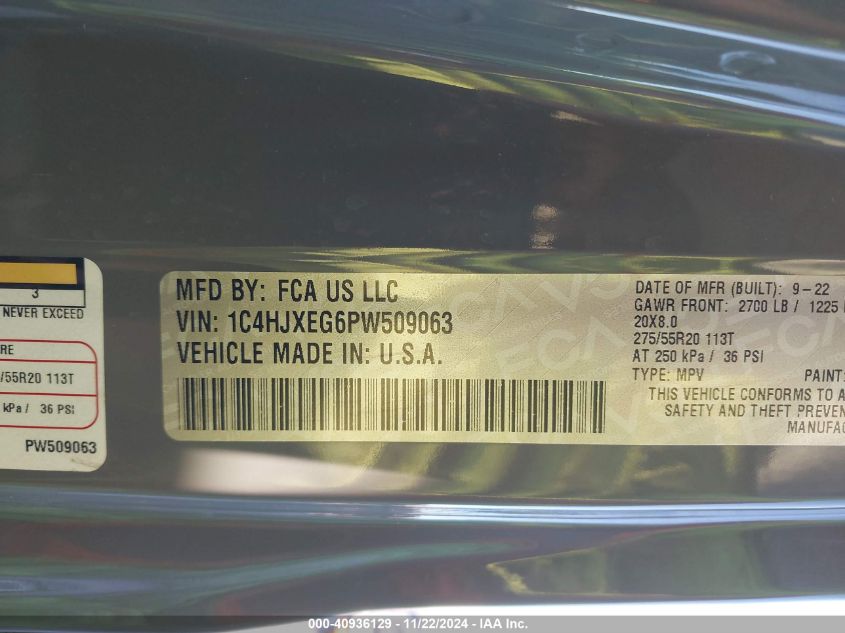 3
NEVER EXCEED
RE
/55R20 113T
kPa / 36 PSI
PW509063
MFD BY: FCA US LLC
VIN: 1C4HJXEG6PW509063
VEHICLE MADE IN: U.S.A.
DATE OF MFR (BUILT): 9-22
GAWR FRONT: 2700 LB / 1225
20X8.0
275/55R20 113T
AT 250 kPa / 36 PSI
TYPE: MPV PAINT:
THIS VEHICLE CONFORMS TO A
SAFETY AND THEFT PREVEN
MANUFAC
000-40936129 - 11/22/2024 - IAA Inc.